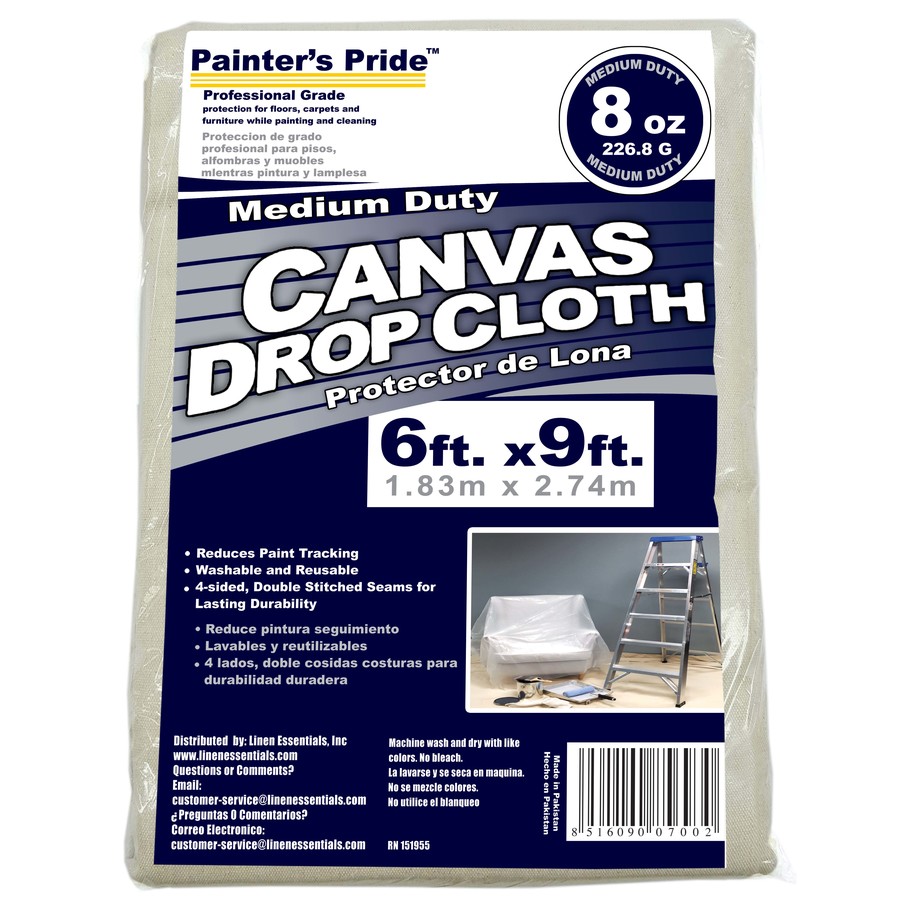 Painter's Pride™
Professional Grade
protection for floors, carpets and
furniture while painting and cleaning
Proteccion de grado
profesional para pisos,
alfombras y muobles
mientras pintura y lamplesa
MEDIUM DUTY
8 oz
226.8 G
MEDIUM DUTY
Medium Duty
CANVAS
DROP CLOTH
Protector de Lona
6ft. x9ft.
1.83m x 2.74m
• Reduces Paint Tracking
• Washable and Reusable
• 4-sided, Double Stitched Seams for
Lasting Durability
• Reduce pintura seguimiento
• Lavables y reutilizables
• 4 lados, doble cosidas costuras para
durabilidad duradera
Distributed by: Linen Essentials, Inc
www.linenessentials.com
Questions or Comments?
Email:
customer-service@linenessentials.com
¿Preguntas O Comentarios?
Correo Electronico:
customer-service@linenessentials.com
Machine wash and dry with like
colors. No bleach.
La lavarse y se seca en maquina.
No se mezcle colores.
No utilice el blanqueo
RN 151955
Made in Pakistan
Hecho en Pakistan
8 51609007002